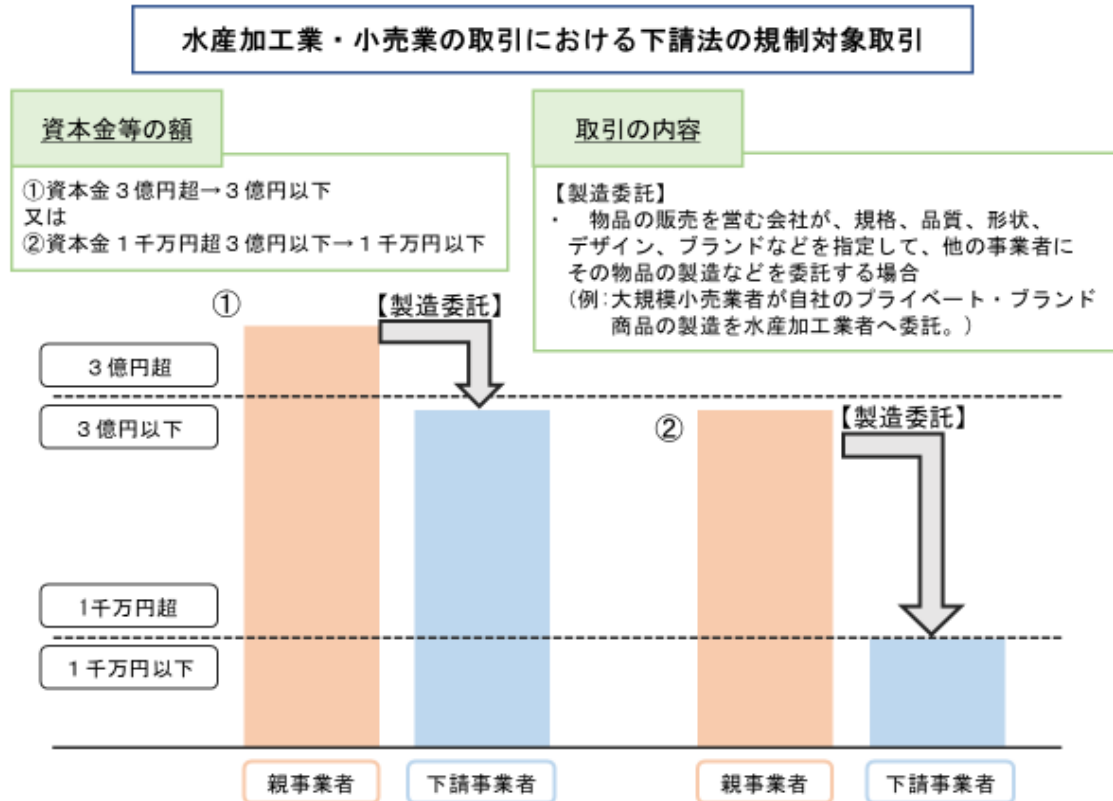 水産加工業・小売業の取引における下請法の規制対象取引
資本金等の額
①資本金３億円超→３億円以下
又は
②資本金１千万円超３億円以下→１千万円以下
取引の内容
【製造委託】
・　物品の販売を営む会社が、規格、品質、形状、
デザイン、ブランドなどを指定して、他の事業者に
その物品の製造などを委託する場合
（例：大規模小売業者が自社のプライベート・ブランド
商品の製造を水産加工業者へ委託。）
①
【製造委託】
３億円超
３億円以下
②
【製造委託】
１千万円超
１千万円以下
親事業者
下請事業者
親事業者
下請事業者